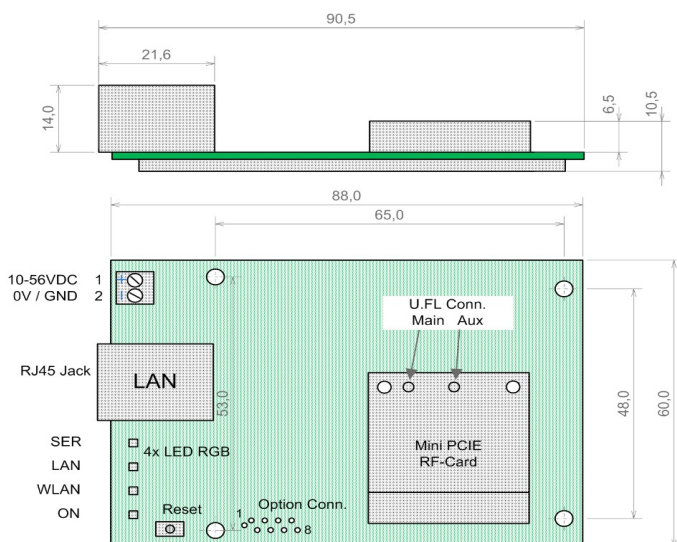 90,5
21,6
14,0
6,5
10,5
88,0
65,0
10-56VDC 1 +
0V / GND 2 -
U.FL Conn.
Main Aux
RJ45 Jack
LAN
53,0
48,0
60,0
SER
4x LED RGB
LAN
WLAN
ON
Mini PCIE
RF-Card
Reset
Option Conn.
1
8